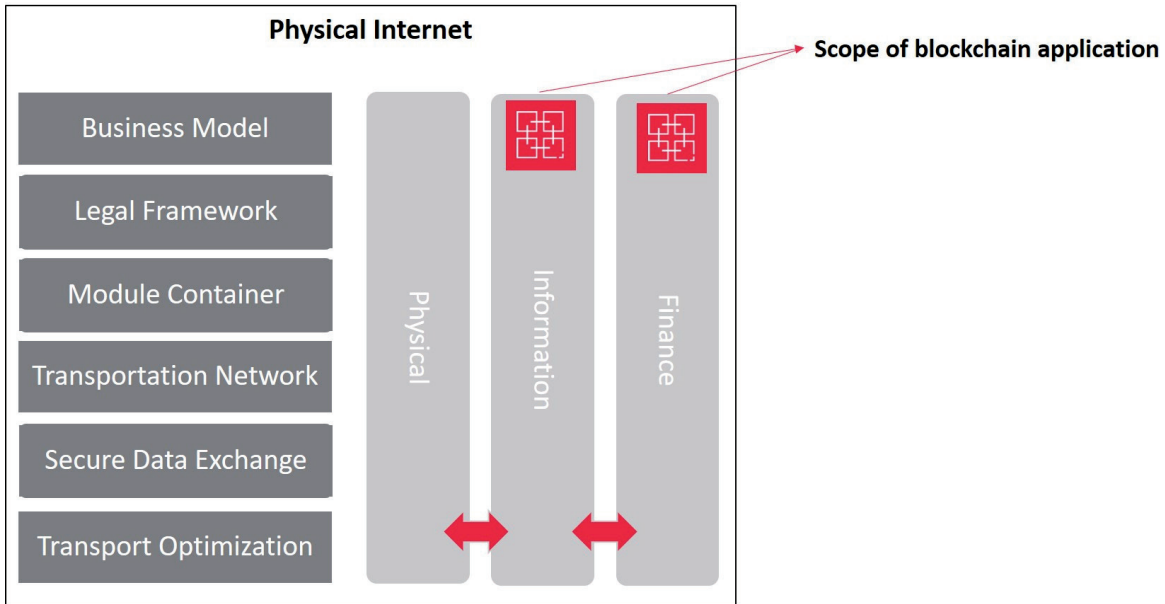 Physical Internet
Scope of blockchain application
Business Model
Legal Framework
Module Container
Transportation Network
Secure Data Exchange
Transport Optimization
Physical
Information
Finance